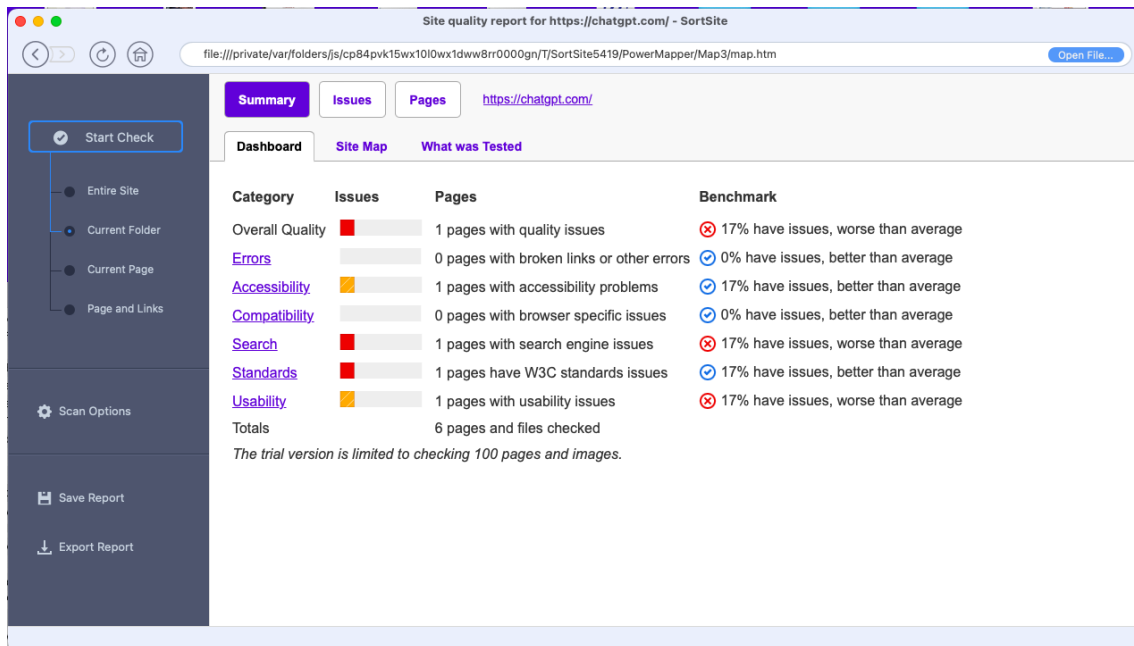 Site quality report for https://chatgpt.com/ - SortSite
file:///private/var/folders/js/cp84pvk15wx10l0wx1dww8rr0000gn/T/SortSite5419/PowerMapper/Map3/map.htm
Open File...
Start Check
Entire Site
Current Folder
Current Page
Page and Links
Scan Options
Save Report
Export Report
Summary Issues Pages https://chatgpt.com/
Dashboard Site Map What was Tested
Category Issues Pages Benchmark
Overall Quality 1 pages with quality issues 17% have issues, worse than average
Errors 0 pages with broken links or other errors 0% have issues, better than average
Accessibility 1 pages with accessibility problems 17% have issues, better than average
Compatibility 0 pages with browser specific issues 0% have issues, better than average
Search 1 pages with search engine issues 17% have issues, worse than average
Standards 1 pages have W3C standards issues 17% have issues, better than average
Usability 1 pages with usability issues 17% have issues, worse than average
Totals 6 pages and files checked
The trial version is limited to checking 100 pages and images.